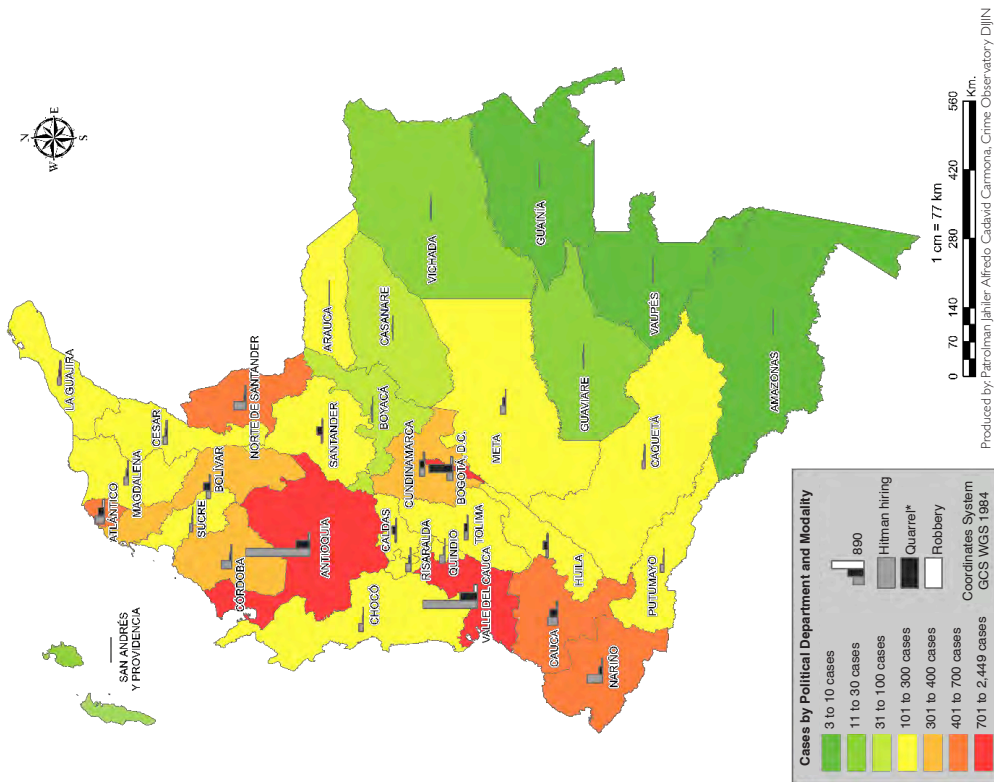 N
W
E
S
SAN ANDRÉS
Y PROVIDENCIA
LA GUAJIRA
ATLÁNTICO
MAGDALENA
CESAR
SUCRE
BOLÍVAR
NORTE DE SANTANDER
CÓRDOBA
ANTIOQUIA
SANTANDER
ARAUCA
CHOCÓ
CALDAS
RISARALDA
QUINDÍO
BOYACÁ
CASANARE
CUNDINAMARCA
BOGOTÁ, D.C.
VICHADA
TOLIMA
VALLE DEL CAUCA
META
GUAINÍA
CAUCA
HUILA
GUAVIARE
NARIÑO
CAQUETÁ
VAUPÉS
PUTUMAYO
AMAZONAS
Cases by Political Department and Modality
3 to 10 cases
11 to 30 cases
31 to 100 cases
101 to 300 cases
301 to 400 cases
401 to 700 cases
701 to 2,449 cases
890
Hitman hiring
Quarrel*
Robbery
Coordinates System
GCS WGS 1984
1 cm = 77 km
0 70 140 280 420 560
Km.
Produced by: Patrolman Jahiler Alfredo Cadavid Carmona, Crime Observatory DIJIN